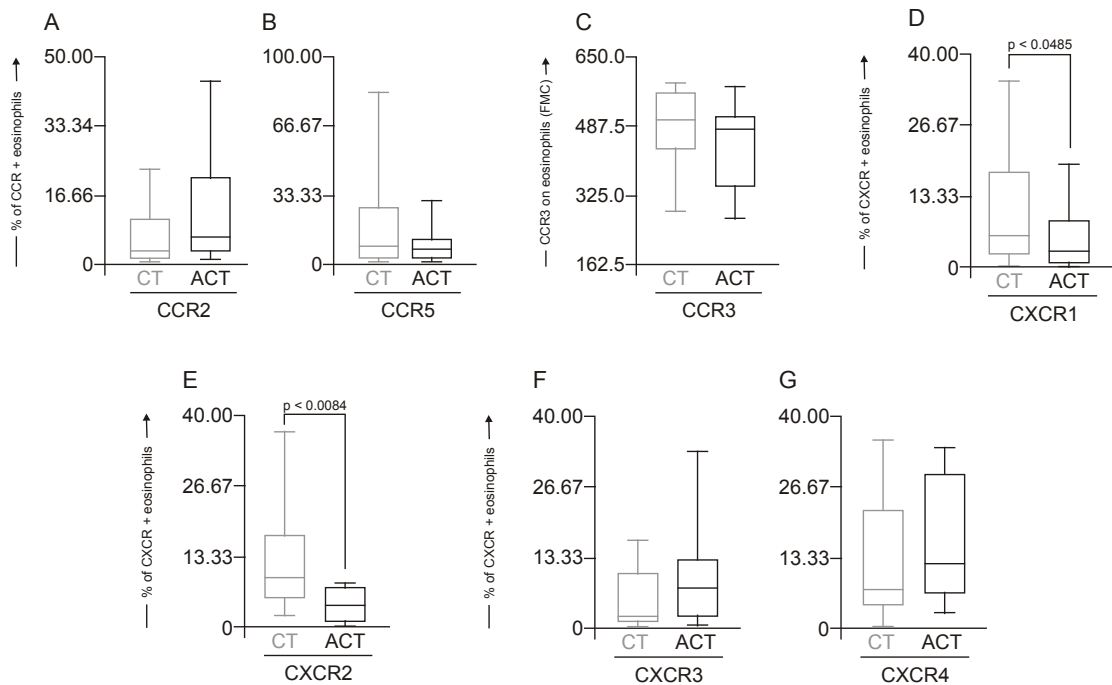 A
% of CCR + eosinophils
50.00
33.34
16.66
0
CT ACT
CCR2
B
100.00
66.67
33.33
0
CT ACT
CCR5
C
CCR3 on eosinophils (FMC)
650.0
487.5
325.0
162.5
CT ACT
CCR3
D
% of CXCR + eosinophils
p < 0.0485
40.00
26.67
13.33
0
CT ACT
CXCR1
E
% of CXCR + eosinophils
p < 0.0084
40.00
26.67
13.33
0
CT ACT
CXCR2
F
% of CXCR + eosinophils
40.00
26.67
13.33
0
CT ACT
CXCR3
G
40.00
26.67
13.33
0
CT ACT
CXCR4